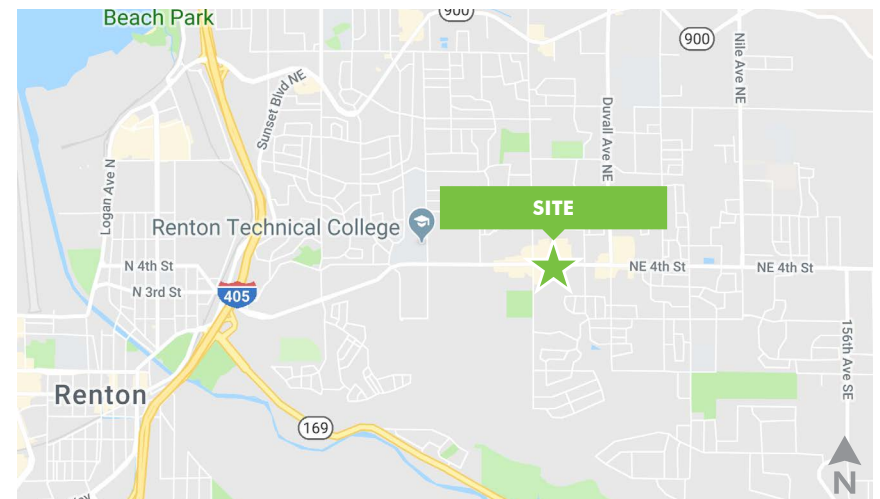 Beach Park
900
900
Nile Ave NE
Sunset Blvd NE
Duvall Ave NE
Logan Ave N
SITE
Renton Technical College
N 4th St
NE 4th St
NE 4th St
N 3rd St
405
156th Ave SE
Renton
169
N